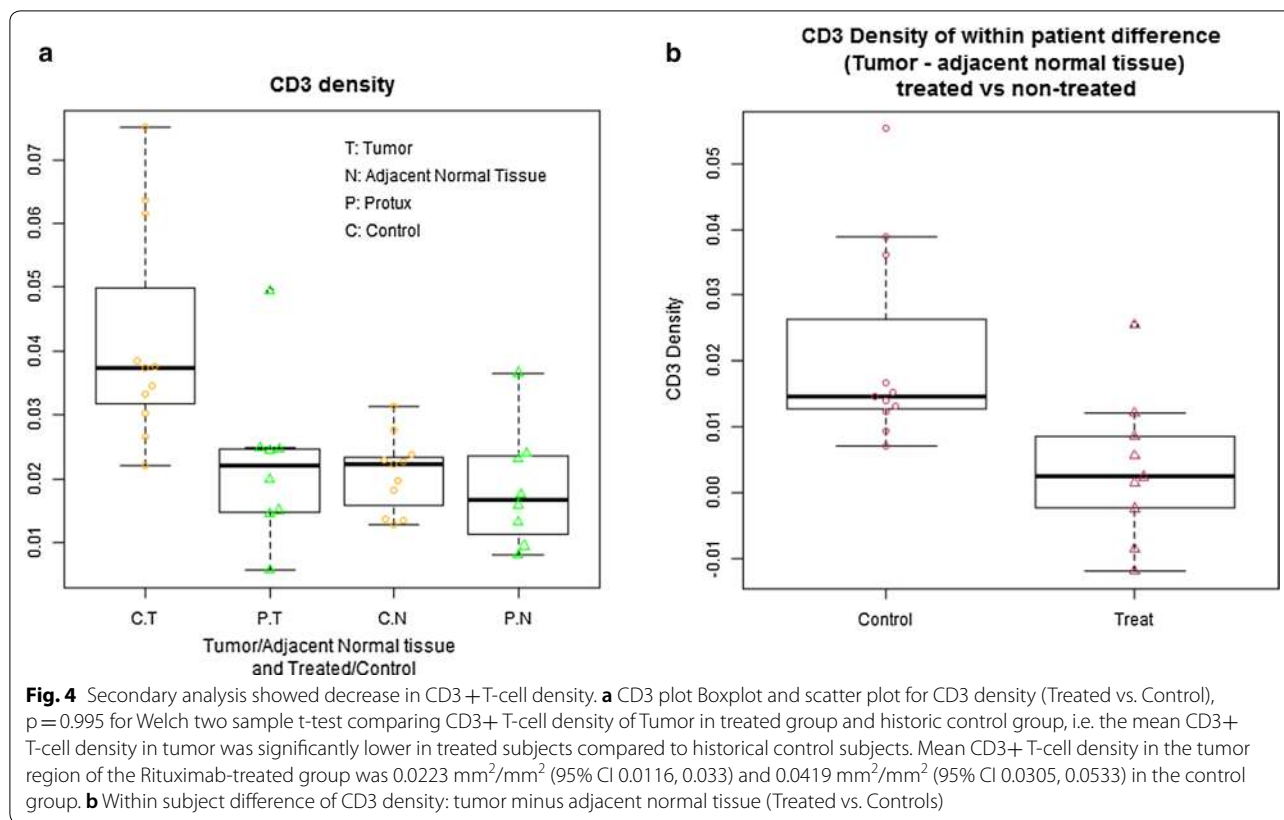 a
CD3 density
0.07
0.06
0.05
0.04
0.03
0.02
0.01
T: Tumor
N: Adjacent Normal Tissue
P: Protux
C: Control
C.T P.T C.N P.N
Tumor/Adjacent Normal tissue
and Treated/Control
b
CD3 Density of within patient difference
(Tumor - adjacent normal tissue)
treated vs non-treated
CD3 Density
0.05
0.04
0.03
0.02
0.01
0.00
-0.01
Control Treat
Fig. 4 Secondary analysis showed decrease in CD3+T-cell density. a CD3 plot Boxplot and scatter plot for CD3 density (Treated vs. Control),
p=0.995 for Welch two sample t-test comparing CD3+ T-cell density of Tumor in treated group and historic control group, i.e. the mean CD3+
T-cell density in tumor was significantly lower in treated subjects compared to historical control subjects. Mean CD3+ T-cell density in the tumor
region of the Rituximab-treated group was 0.0223 mm²/mm² (95% CI 0.0116, 0.033) and 0.0419 mm²/mm² (95% CI 0.0305, 0.0533) in the control
group. b Within subject difference of CD3 density: tumor minus adjacent normal tissue (Treated vs. Controls)